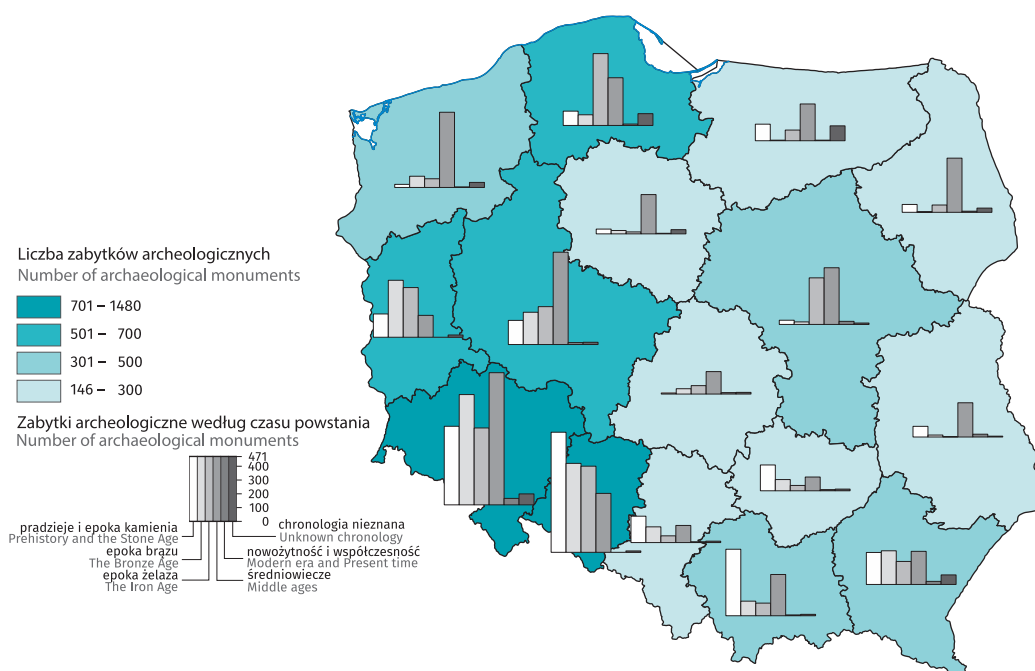 Liczba zabytków archeologicznych
Number of archaeological monuments
701 – 1480
501 – 700
301 – 500
146 – 300
Zabytki archeologiczne według czasu powstania
Number of archaeological monuments
471
400
300
200
100
0
pradzieje i epoka kamienia
Prehistory and the Stone Age
epoka brązu
The Bronze Age
epoka żelaza
The Iron Age
chronologia nieznana
Unknown chronology
nowożytność i współczesność
Modern era and Present time
średniowiecze
Middle ages